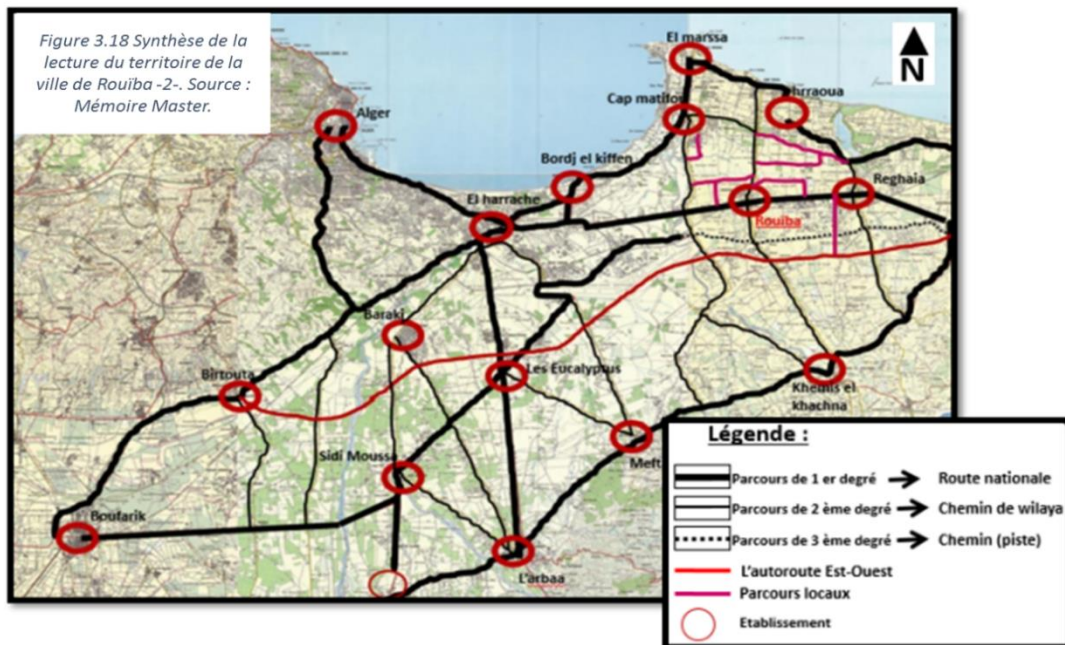 Figure 3.18 Synthèse de la
lecture du territoire de la
ville de Rouïba -2-. Source :
Mémoire Master.
N
El marssa
Cap matifou
Alger
Bordj el kiffen
El harrache
Reghaia
Rouïba
Baraki
Birtouta
Les Eucalyptus
Khemis el
khachna
Sidi Moussa
Meft
Boufarik
L'arbaa
Légende :
Parcours de 1 er degré
Route nationale
Parcours de 2 ème degré
Chemin de wilaya
Parcours de 3 ème degré
Chemin (piste)
L'autoroute Est-Ouest
Parcours locaux
Etablissement